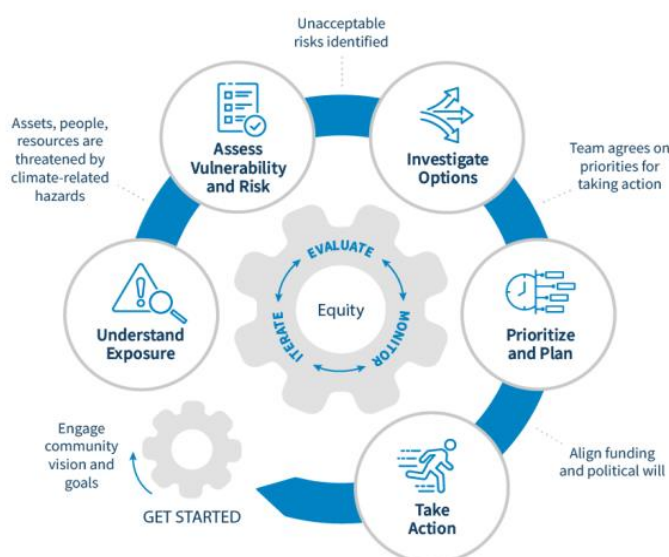 Unacceptable
risks identified
Assess
Vulnerability
and Risk
Investigate
Options
Assets, people,
resources are
threatened by
climate-related
hazards
Team agrees on
priorities for
taking action
EVALUATE
Equity
ITERATE
MONITOR
Understand
Exposure
Prioritize
and Plan
Engage
community
vision and
goals
GET STARTED
Take
Action
Align funding
and political will